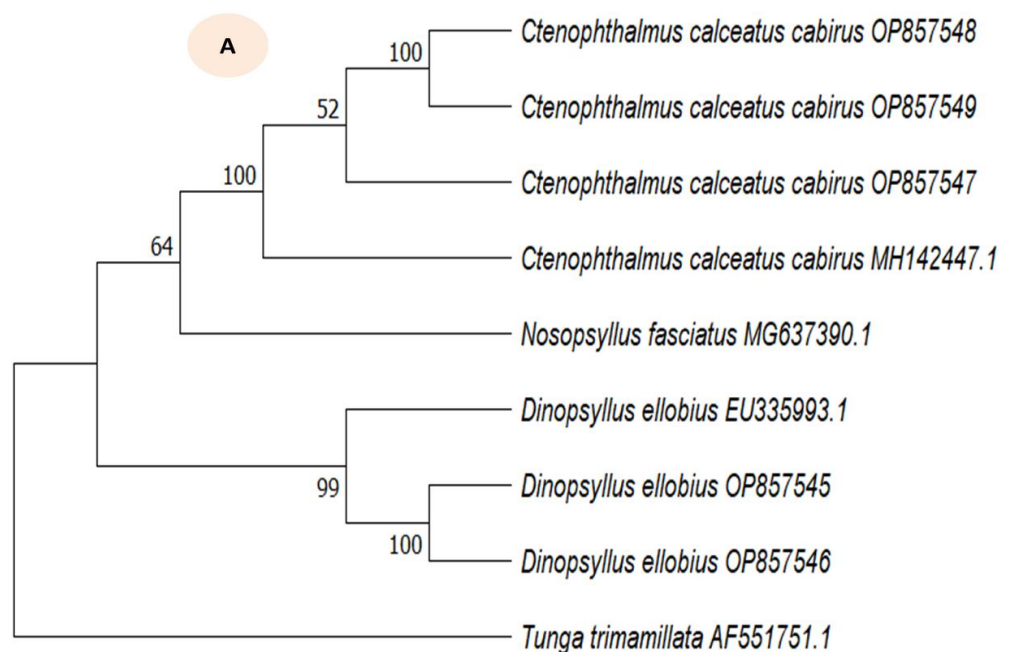 A
Ctenophthalmus calceatus cabirus OP857548
100
Ctenophthalmus calceatus cabirus OP857549
52
Ctenophthalmus calceatus cabirus OP857547
100
Ctenophthalmus calceatus cabirus MH142447.1
64
Nosopsyllus fasciatus MG637390.1
Dinopsyllus ellobius EU335993.1
99
Dinopsyllus ellobius OP857545
100
Dinopsyllus ellobius OP857546
Tunga trimamillata AF551751.1